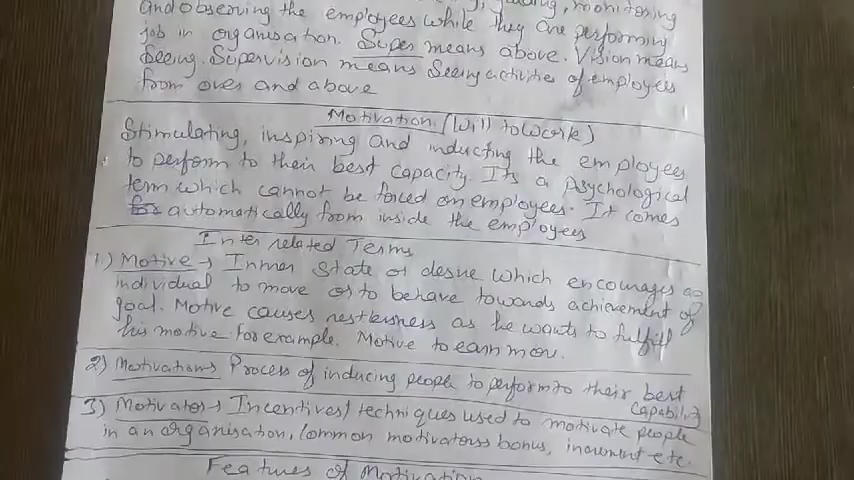 guiding, monitoring
and observing the employees while they are performing
job in organisation. Super means above. Vision means
Seeing. Supervision means Seeing activities of employees
from over and above
Motivation (Will to work)
Stimulating, inspiring and inducting the employees
to perform to their best capacity. Its a Psychological
term which cannot be forced on employees. It comes
automatically from inside the employees
Inter related Terms
1.) Motive → Inner State of desire which encourages an
individual to move or to behave towards achievement of
goal. Motive causes restlessness as he wants to fulfill
his motive. For example. Motive to earn more.
2) Motivation → Process of inducing people to perform to their best
capability
3) Motivator → Incentives/techniques used to motivate people
in an organisation, Common motivators bonus, increment etc.
Features of Motivation